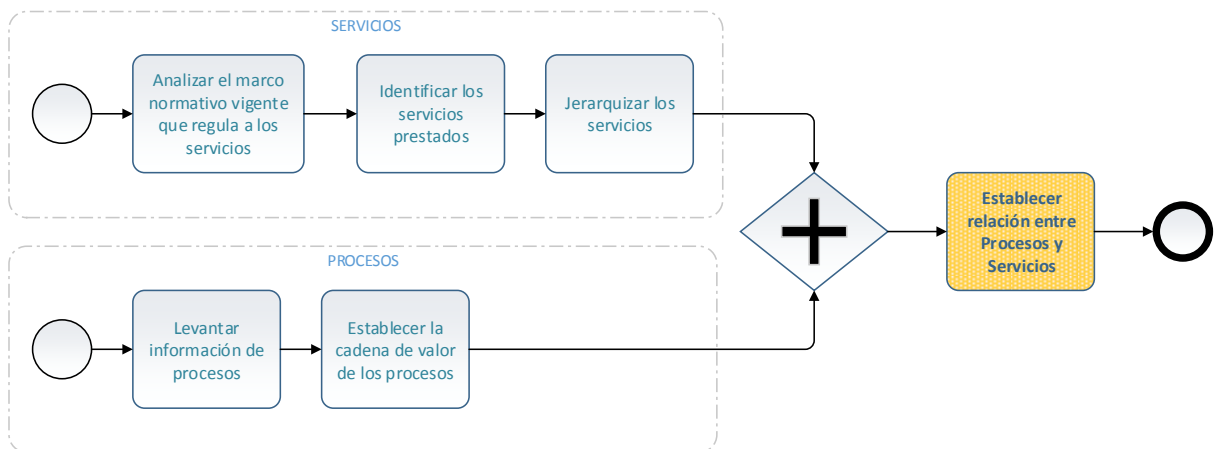 SERVICIOS
Analizar el marco
normativo vigente
que regula a los
servicios
Identificar los
servicios
prestados
Jerarquizar los
servicios
Establecer
relación entre
Procesos y
Servicios
PROCESOS
Levantar
información de
procesos
Establecer la
cadena de valor
de los procesos